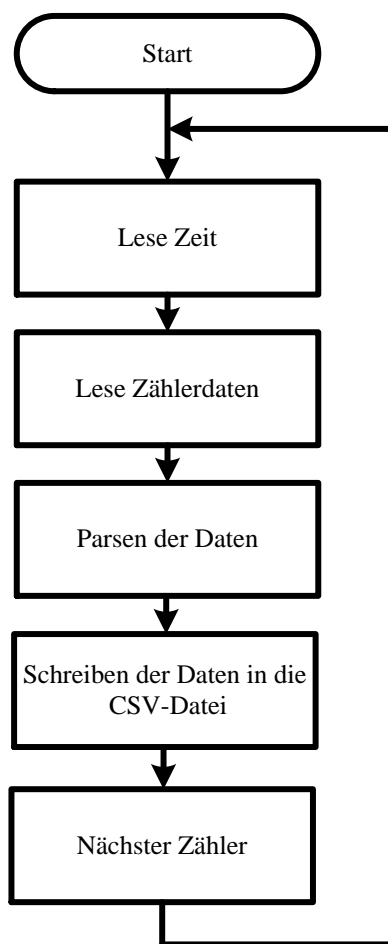 Start
Lese Zeit
Lese Zählerdaten
Parsen der Daten
Schreiben der Daten in die
CSV-Datei
Nächster Zähler